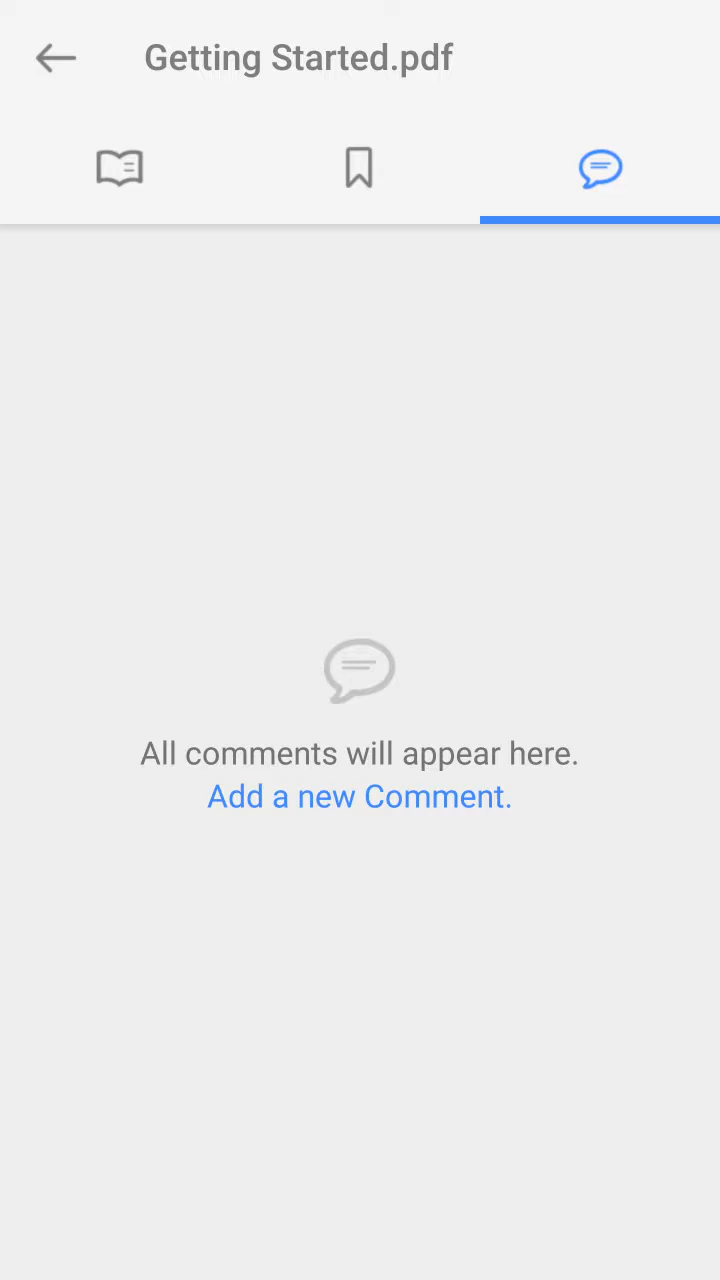 Getting Started.pdf
All comments will appear here.
Add a new Comment.